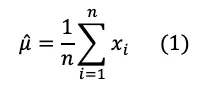 μ̂ = 1/n ∑_{i=1}^{n} x_i (1)